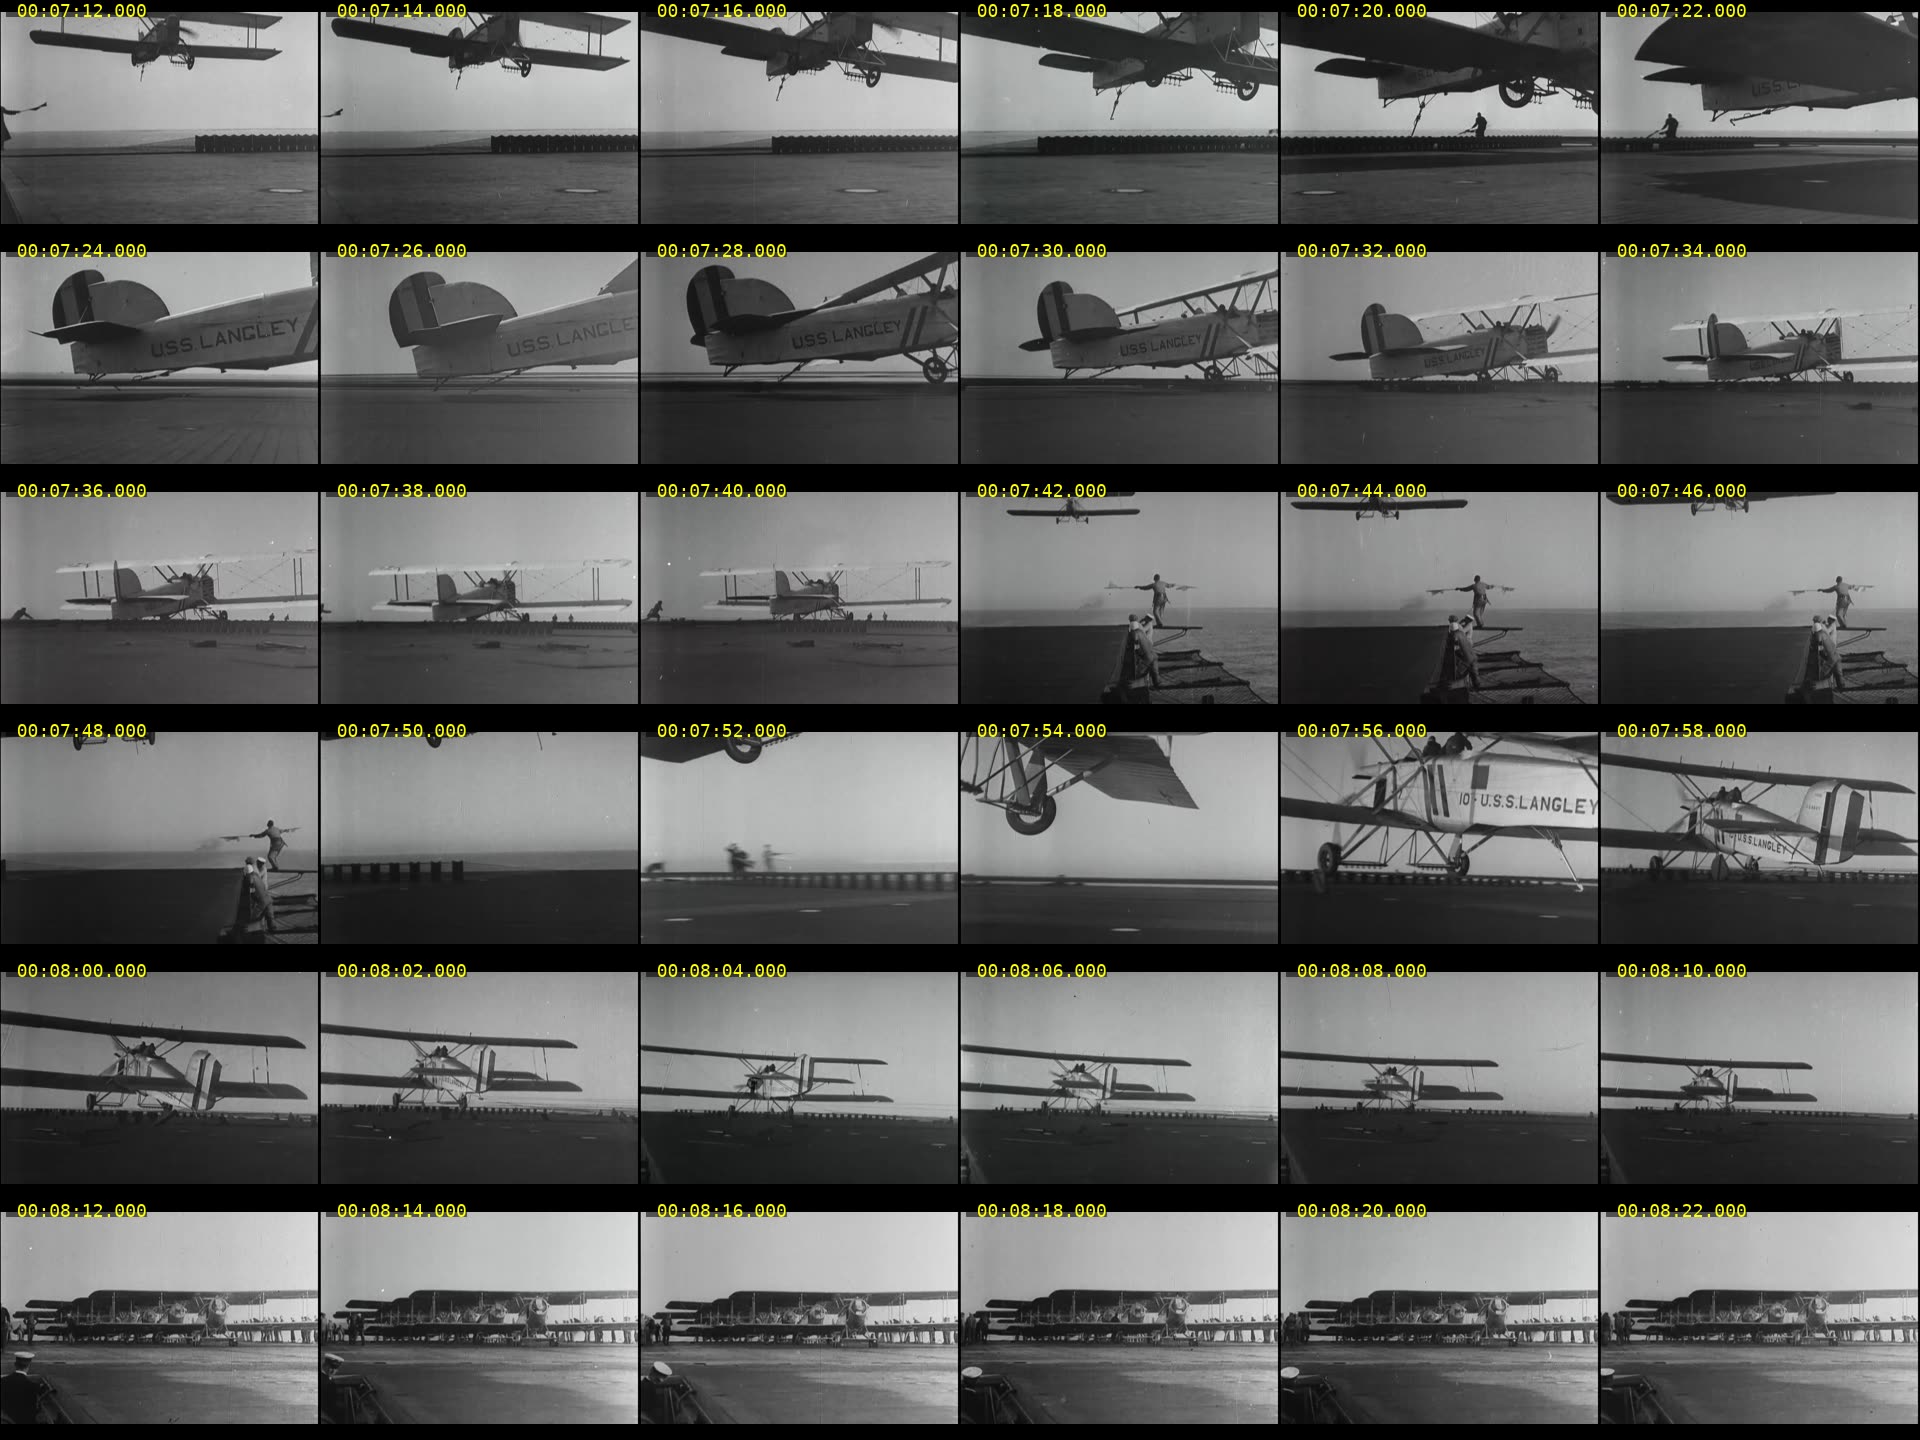 00:07:12.000 00:07:14.000 00:07:16.000 00:07:18.000 00:07:20.000 00:07:22.000
USS L
00:07:24.000 00:07:26.000 00:07:28.000 00:07:30.000 00:07:32.000 00:07:34.000
U.S.S. LANGLEY U.S.S. LANGLE U.S.S. LANGLEY U.S.S. LANGLEY U.S.S. LANGLEY
00:07:36.000 00:07:38.000 00:07:40.000 00:07:42.000 00:07:44.000 00:07:46.000
00:07:48.000 00:07:50.000 00:07:52.000 00:07:54.000 00:07:56.000 00:07:58.000
10-U.S.S.LANGLEY U.S.S.LANGLEY
00:08:00.000 00:08:02.000 00:08:04.000 00:08:06.000 00:08:08.000 00:08:10.000
00:08:12.000 00:08:14.000 00:08:16.000 00:08:18.000 00:08:20.000 00:08:22.000